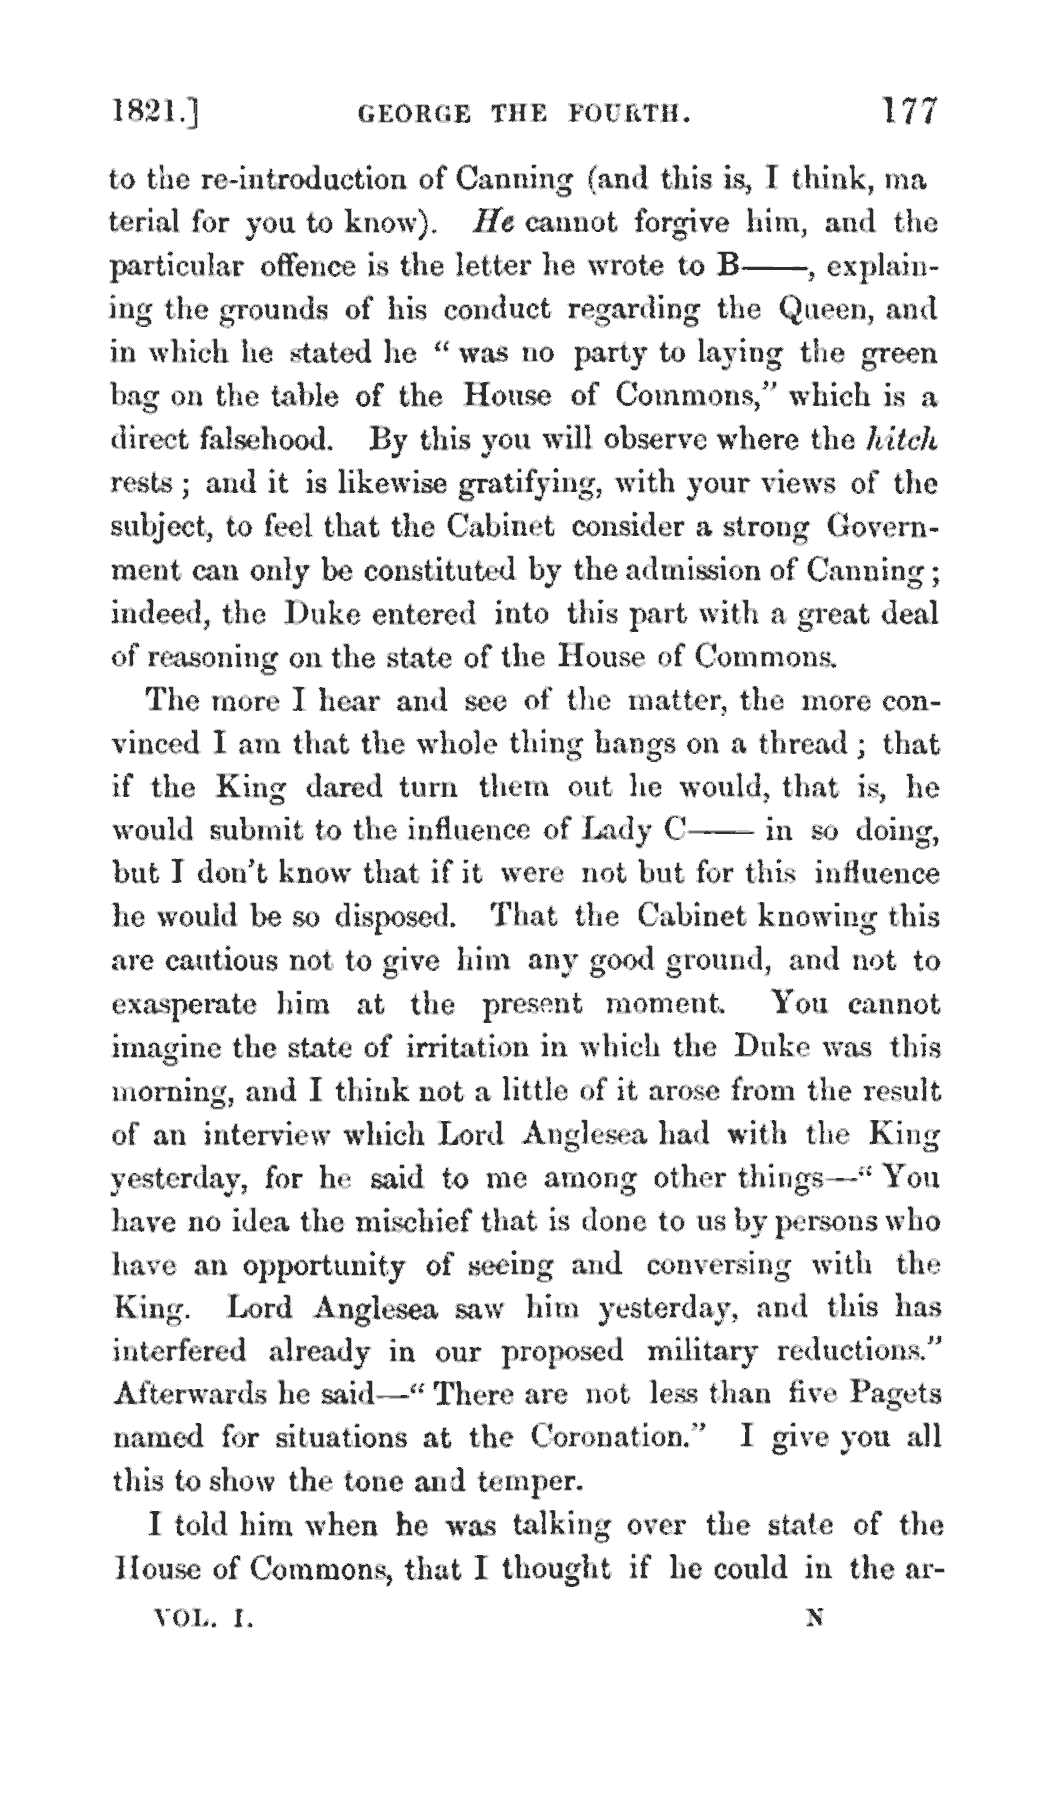 1821.] GEORGE THE FOURTH. 177
to the re-introduction of Canning (and this is, I think, ma
terial for you to know). He cannot forgive him, and the
particular offence is the letter he wrote to B——, explain-
ing the grounds of his conduct regarding the Queen, and
in which he stated he “ was no party to laying the green
bag on the table of the House of Commons,” which is a
direct falsehood. By this you will observe where the hitch
rests ; and it is likewise gratifying, with your views of the
subject, to feel that the Cabinet consider a strong Govern-
ment can only be constituted by the admission of Canning ;
indeed, the Duke entered into this part with a great deal
of reasoning on the state of the House of Commons.
The more I hear and see of the matter, the more con-
vinced I am that the whole thing hangs on a thread ; that
if the King dared turn them out he would, that is, he
would submit to the influence of Lady C—— in so doing,
but I don’t know that if it were not but for this influence
he would be so disposed. That the Cabinet knowing this
are cautious not to give him any good ground, and not to
exasperate him at the present moment. You cannot
imagine the state of irritation in which the Duke was this
morning, and I think not a little of it arose from the result
of an interview which Lord Anglesea had with the King
yesterday, for he said to me among other things—“ You
have no idea the mischief that is done to us by persons who
have an opportunity of seeing and conversing with the
King. Lord Anglesea saw him yesterday, and this has
interfered already in our proposed military reductions.”
Afterwards he said—“ There are not less than five Pagets
named for situations at the Coronation.” I give you all
this to show the tone and temper.
I told him when he was talking over the state of the
House of Commons, that I thought if he could in the ar-
VOL. I. N